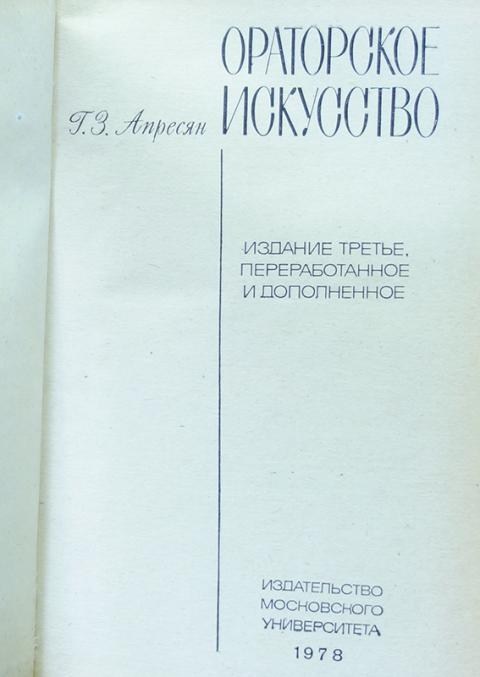 ОРАТОРСКОЕ
Г.З. Апресян ИСКУССТВО
ИЗДАНИЕ ТРЕТЬЕ,
ПЕРЕРАБОТАННОЕ
И ДОПОЛНЕННОЕ
ИЗДАТЕЛЬСТВО
МОСКОВСКОГО
УНИВЕРСИТЕТА
1978